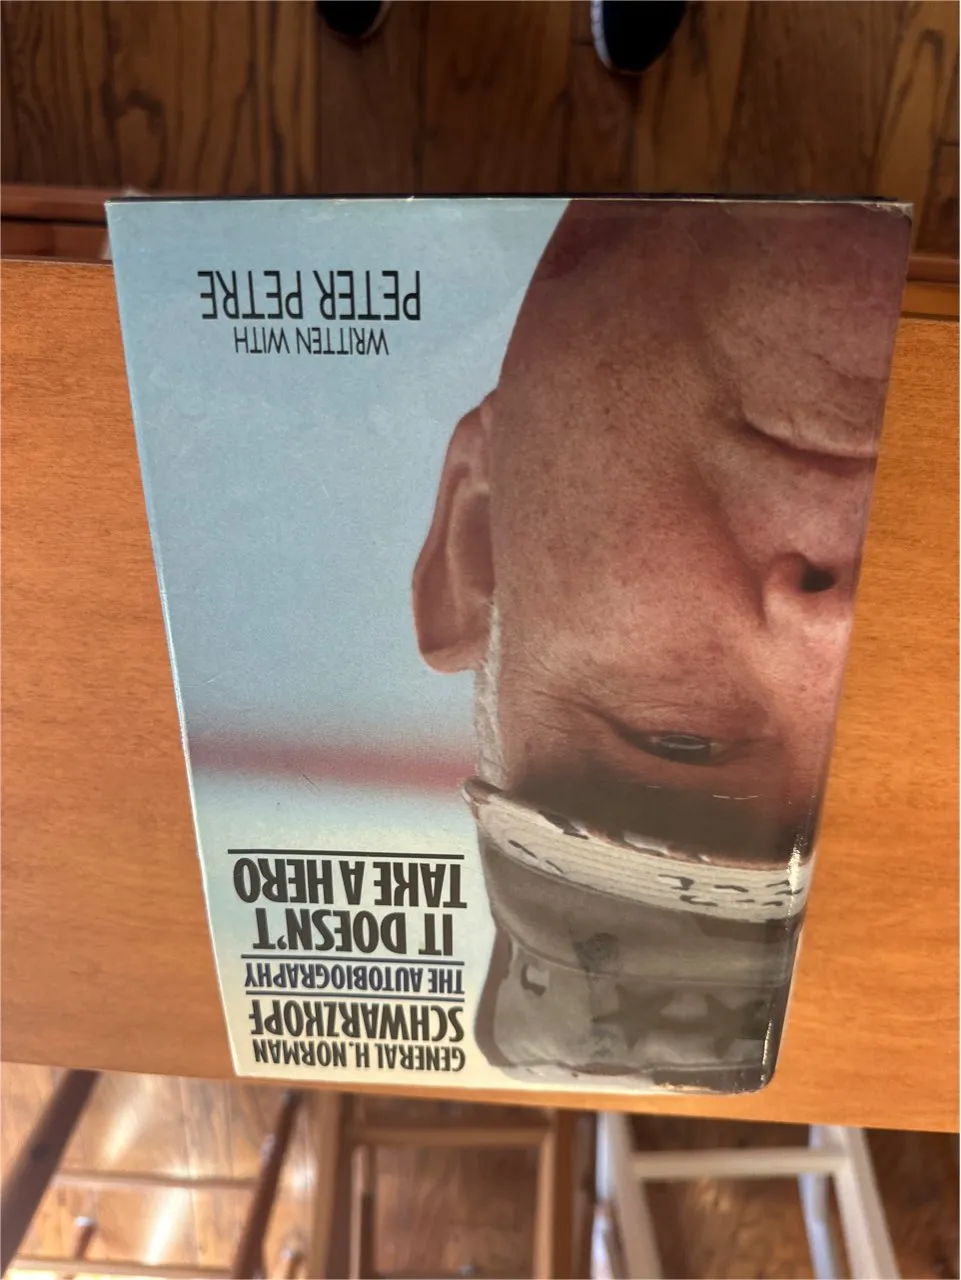 GENERAL H. NORMAN
SCHWARZKOPF
THE AUTOBIOGRAPHY
IT DOESN'T
TAKE A HERO
WRITTEN WITH
PETER PETRE